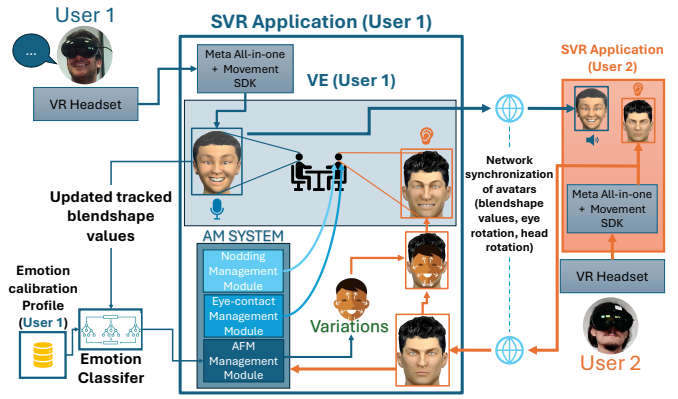 User 1
...
VR Headset
SVR Application (User 1)
Meta All-in-one
+ Movement
SDK
VE (User 1)
Updated tracked
blendshape
values
Emotion
calibration
Profile
(User 1)
Emotion
Classifer
AM SYSTEM
Nodding
Management
Module
Eye-contact
Management
Module
AFM
Management
Module
Variations
Network
synchronization
of avatars
(blendshape
values, eye
rotation, head
rotation)
SVR Application
(User 2)
Meta All-in-one
+ Movement
SDK
VR Headset
User 2